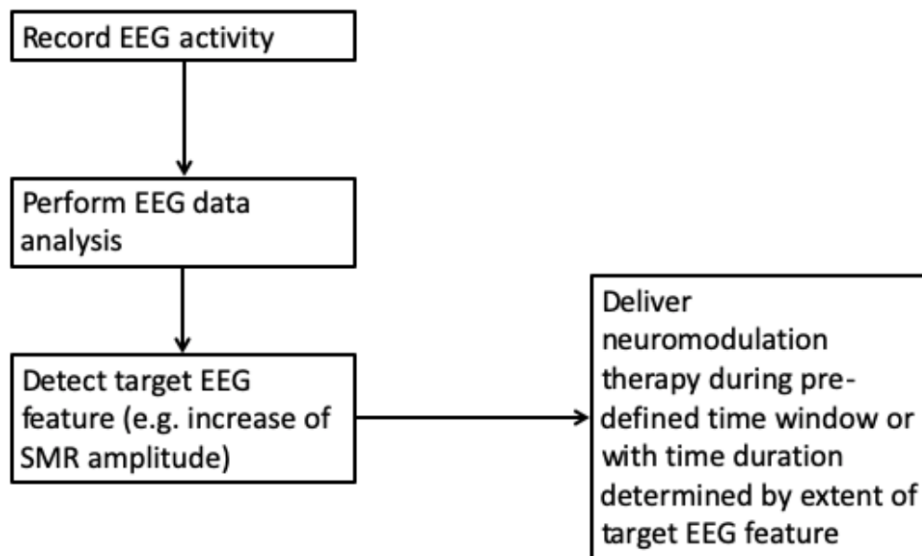 Record EEG activity
Perform EEG data
analysis
Detect target EEG
feature (e.g. increase of
SMR amplitude)
Deliver
neuromodulation
therapy during pre-
defined time window or
with time duration
determined by extent of
target EEG feature